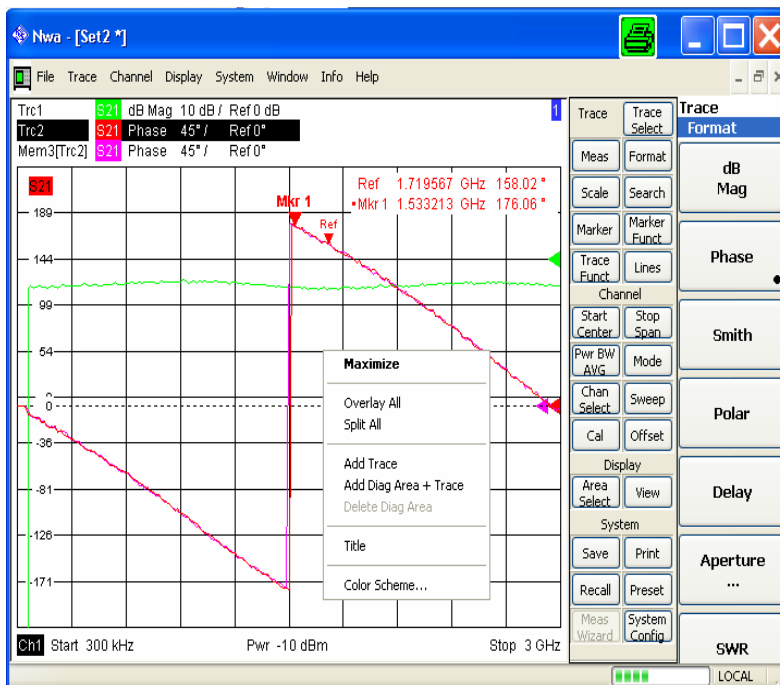 Nwa - [Set2 *]
File Trace Channel Display System Window Info Help
Trc1 S21 dB Mag 10 dB / Ref 0 dB 1
Trc2 S21 Phase 45° / Ref 0°
Mem3[Trc2] S21 Phase 45° / Ref 0°
S21
Ref 1.719567 GHz 158.02 °
•Mkr 1 1.533213 GHz 176.06 °
Mkr 1
Ref
189
144
99
54
0
-36
-81
-126
-171
Maximize
Overlay All
Split All
Add Trace
Add Diag Area + Trace
Delete Diag Area
Title
Color Scheme...
Ch1 Start 300 kHz Pwr -10 dBm Stop 3 GHz
Trace
Trace Select
Meas
Format
Scale
Search
Marker
Marker Funct
Trace Funct
Lines
Channel
Start Center
Stop Span
Pwr BW AVG
Mode
Chan Select
Sweep
Cal
Offset
Display
Area Select
View
System
Save
Print
Recall
Preset
Meas Wizard
System Config
Trace
Format
dB
Mag
Phase
Smith
Polar
Delay
Aperture
...
SWR
LOCAL